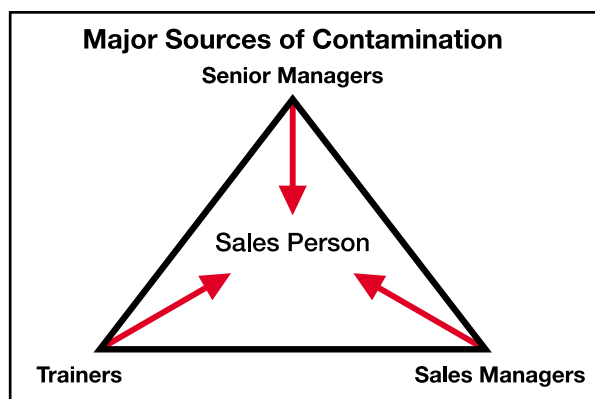 Major Sources of Contamination
Senior Managers
Sales Person
Trainers
Sales Managers